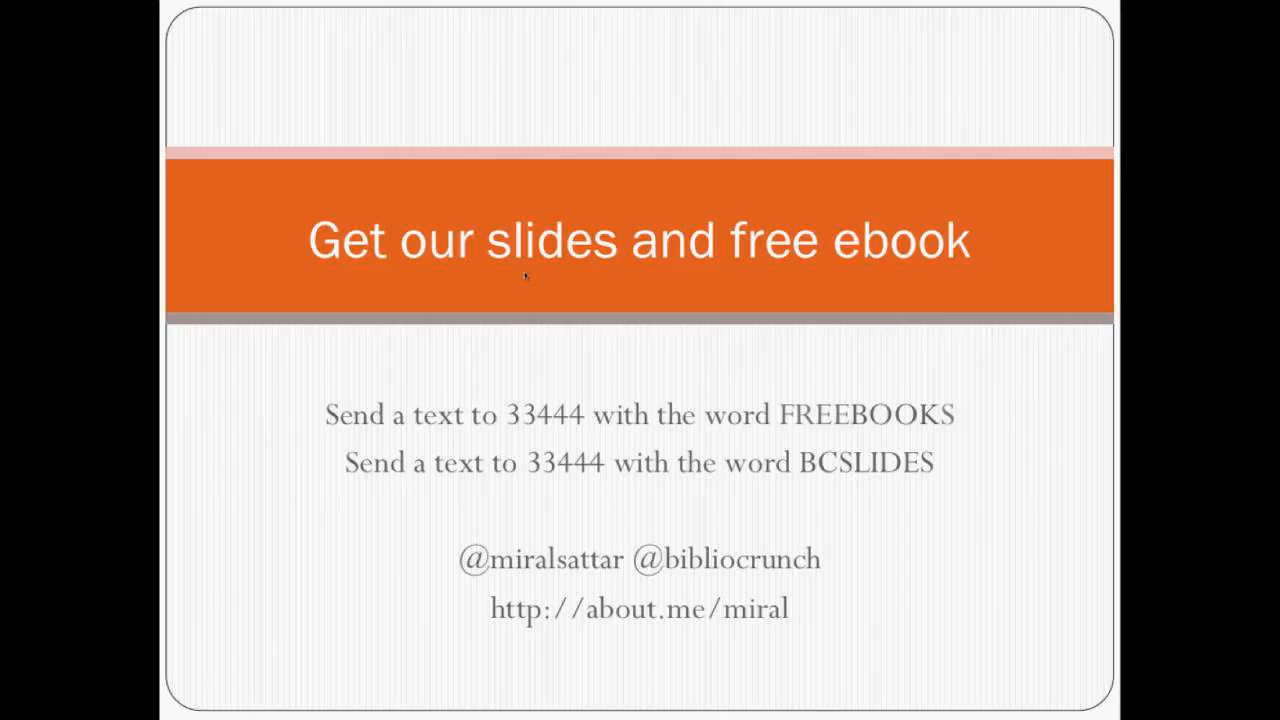 Get our slides and free ebook
Send a text to 33444 with the word FREEBOOKS
Send a text to 33444 with the word BCSLIDES
@miralsattar @bibliocrunch
http://about.me/miral